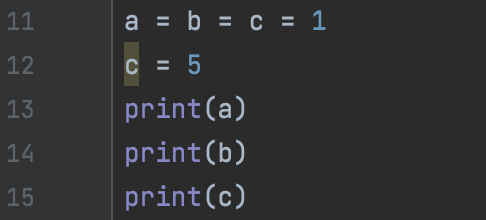 11 a = b = c = 1
12 c = 5
13 print(a)
14 print(b)
15 print(c)